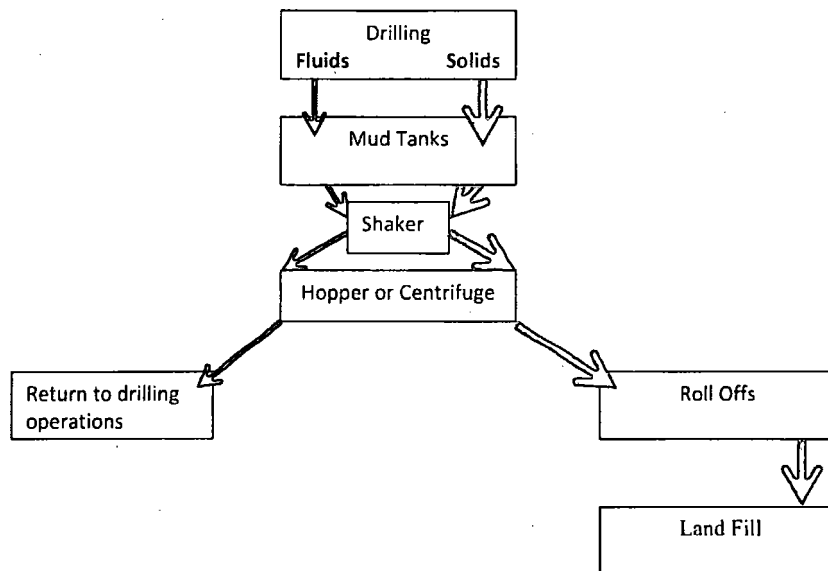 Drilling
Fluids Solids
Mud Tanks
Shaker
Hopper or Centrifuge
Return to drilling
operations
Roll Offs
Land Fill